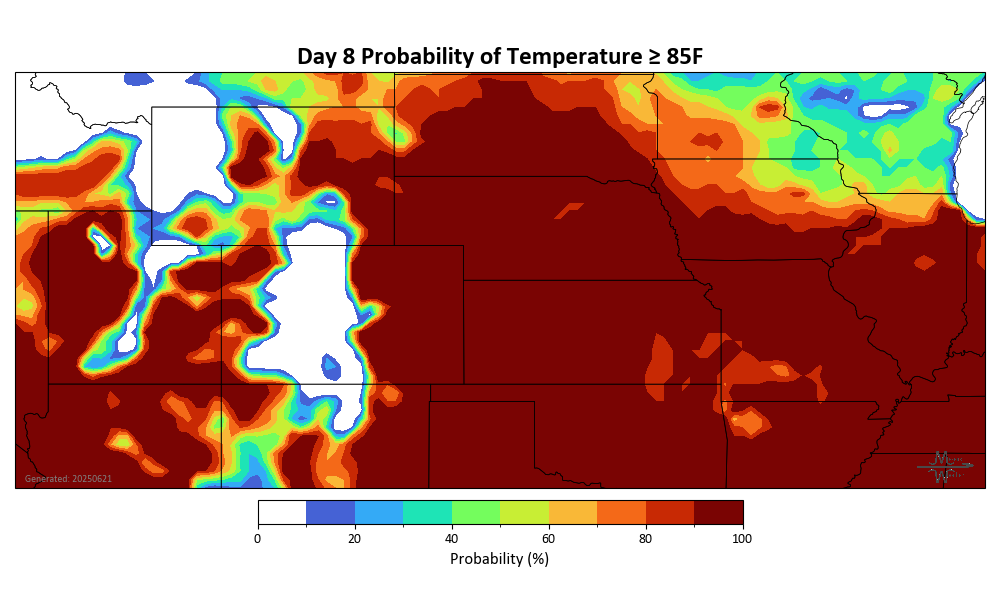 Day 8 Probability of Temperature ≥ 85F
Generated: 20250621
0 20 40 60 80 100
Probability (%)